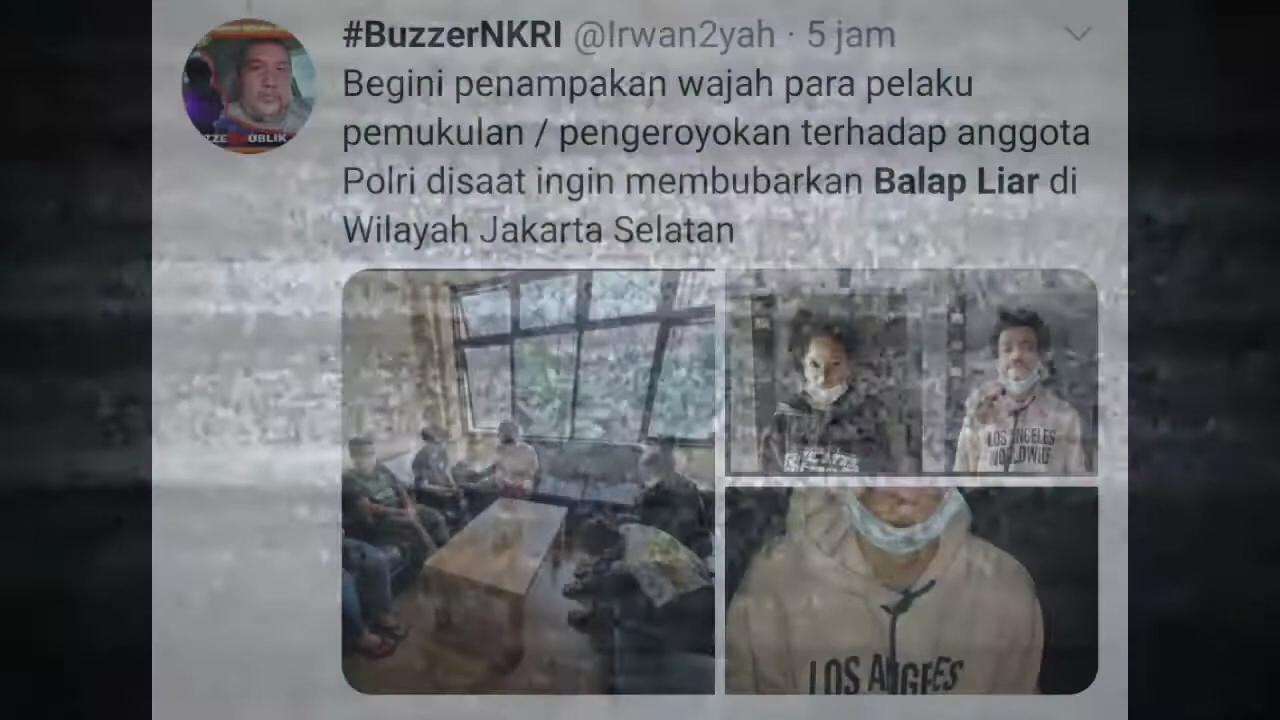 #BuzzerNKRI @Irwan2yah · 5 jam
Begini penampakan wajah para pelaku
pemukulan / pengeroyokan terhadap anggota
Polri disaat ingin membubarkan Balap Liar di
Wilayah Jakarta Selatan
LOS ANGELES
WORLDWIDE
LOS ANGELES